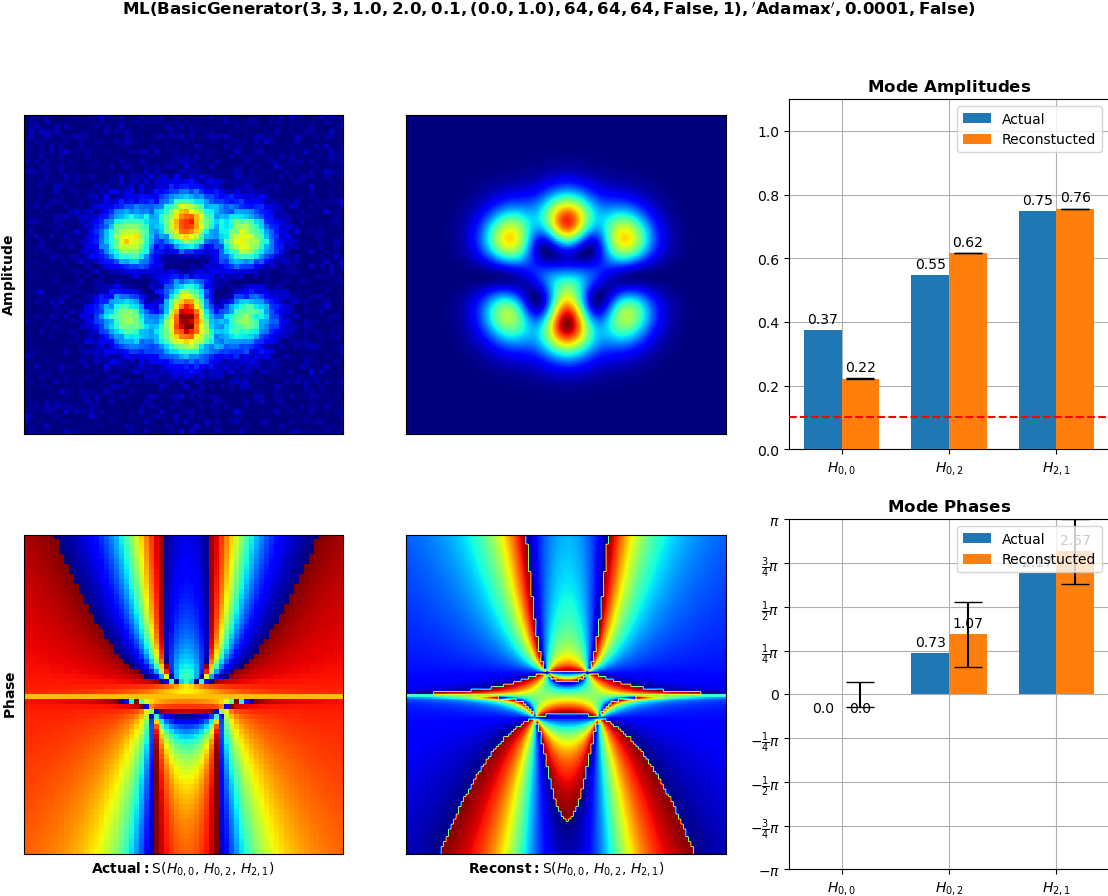 ML(BasicGenerator(3, 3, 1.0, 2.0, 0.1, (0.0, 1.0), 64, 64, 64, False, 1), 'Adamax', 0.0001, False)
Mode Amplitudes
Amplitude
1.0
0.8
0.6
0.4
0.2
0.0
Actual
Reconstucted
0.37
0.22
0.55
0.62
0.75
0.76
H0,0
H0,2
H2,1
Mode Phases
Phase
π
3/4π
1/2π
1/4π
0
−1/4π
−1/2π
−3/4π
−π
Actual
Reconstucted
0.0
0.0
0.73
1.07
2.57
H0,0
H0,2
H2,1
Actual: S(H0,0, H0,2, H2,1)
Reconst: S(H0,0, H0,2, H2,1)